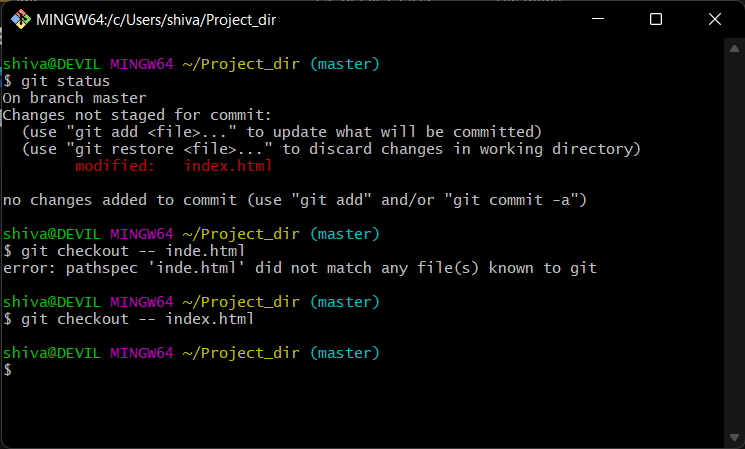 MINGW64:/c/Users/shiva/Project_dir
shiva@DEVIL MINGW64 ~/Project_dir (master)
$ git status
On branch master
Changes not staged for commit:
  (use "git add <file>..." to update what will be committed)
  (use "git restore <file>..." to discard changes in working directory)
        modified:   index.html
no changes added to commit (use "git add" and/or "git commit -a")
shiva@DEVIL MINGW64 ~/Project_dir (master)
$ git checkout -- inde.html
error: pathspec 'inde.html' did not match any file(s) known to git
shiva@DEVIL MINGW64 ~/Project_dir (master)
$ git checkout -- index.html
shiva@DEVIL MINGW64 ~/Project_dir (master)
$